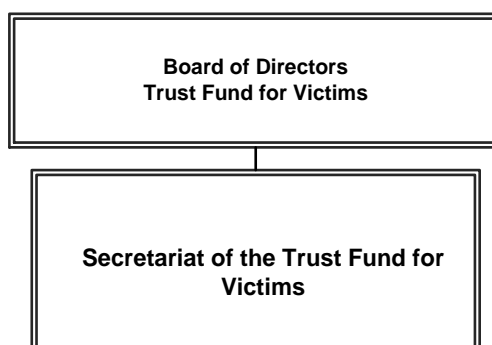 Board of Directors
Trust Fund for Victims
Secretariat of the Trust Fund for
Victims